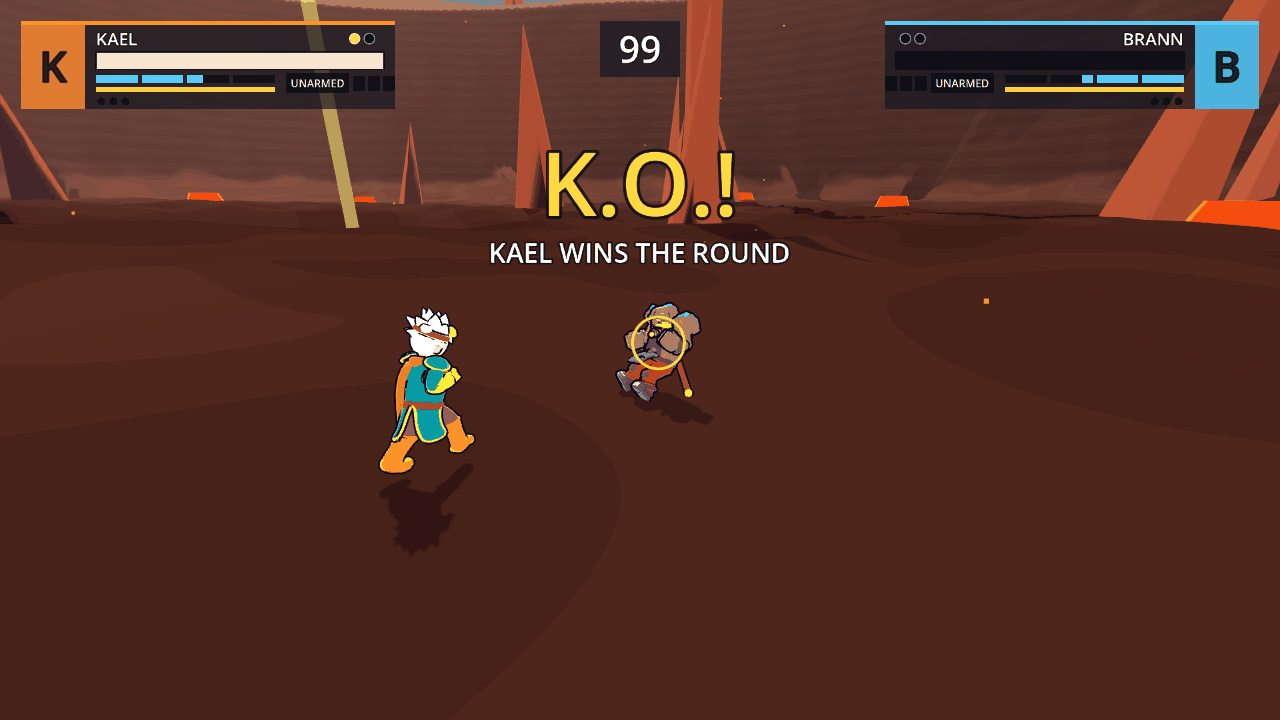 K
KAEL
UNARMED
99
UNARMED
BRANN
B
K.O.!
KAEL WINS THE ROUND